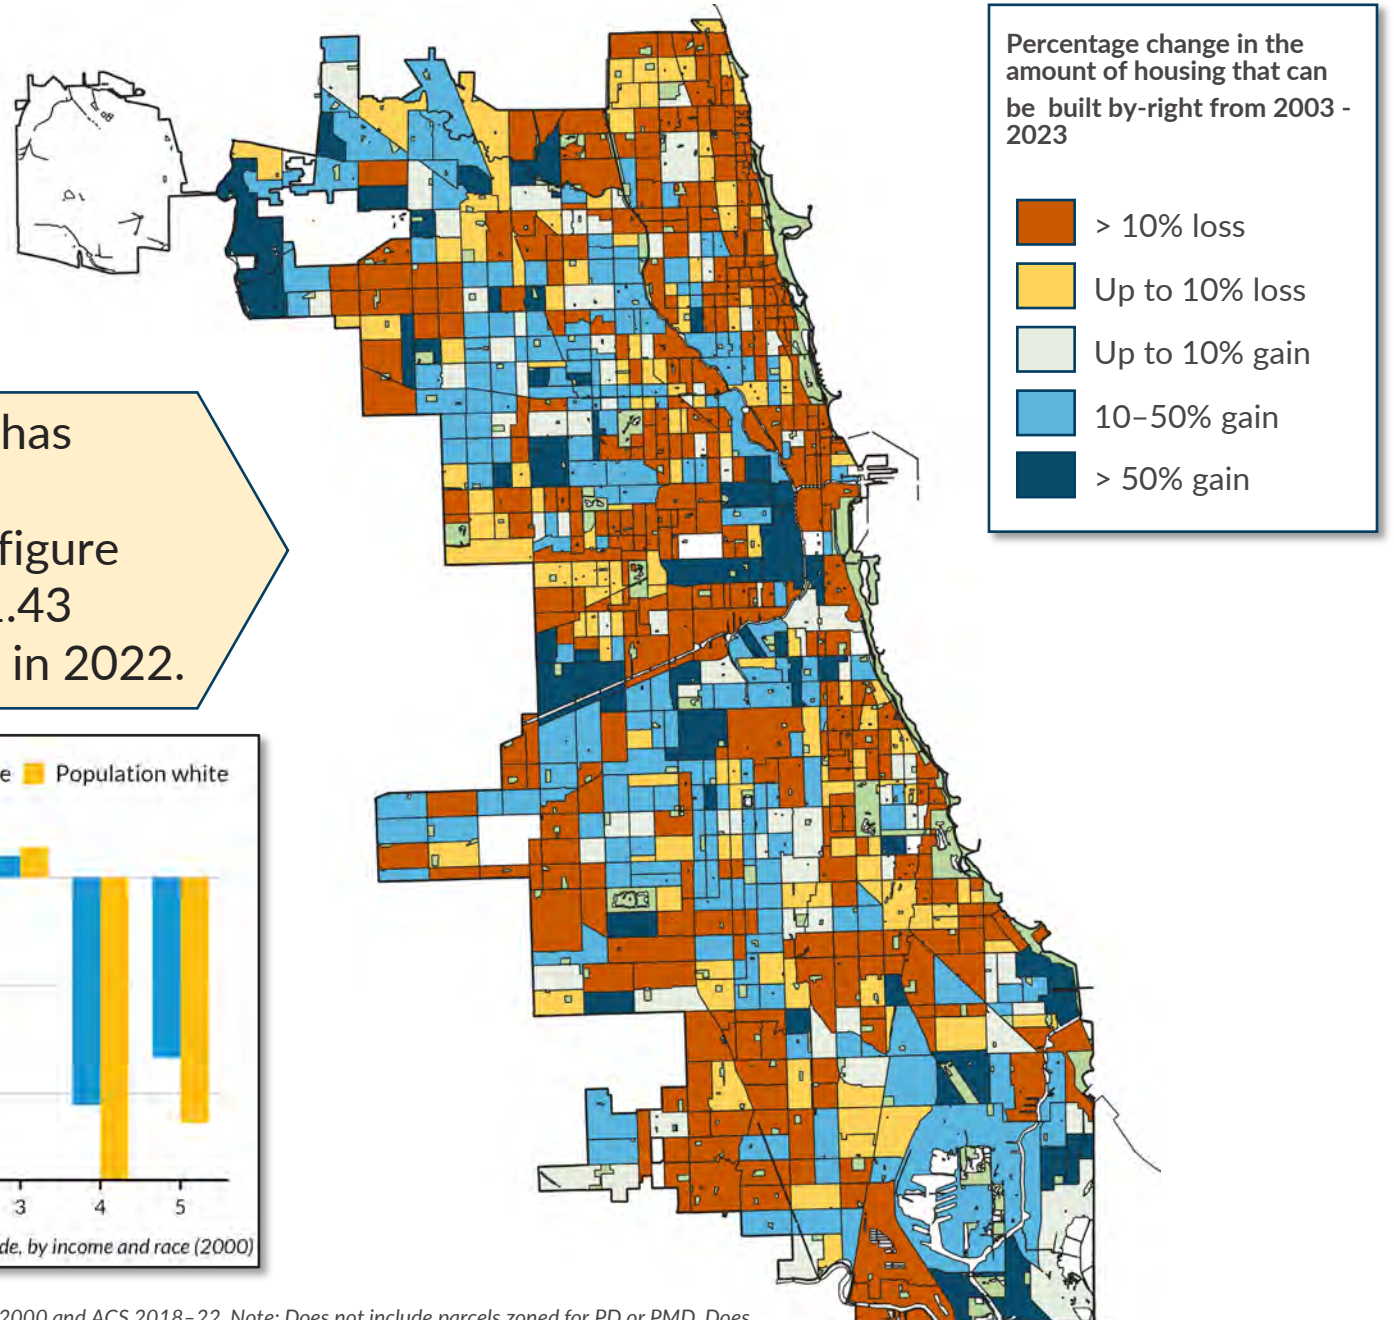 Percentage change in the
amount of housing that can
be built by-right from 2003 -
2023
> 10% loss
Up to 10% loss
Up to 10% gain
10–50% gain
> 50% gain
has
figure
.43
in 2022.
e Population white
3 4 5
de, by income and race (2000)
2000 and ACS 2018–22. Note: Does not include parcels zoned for PD or PMD. Does